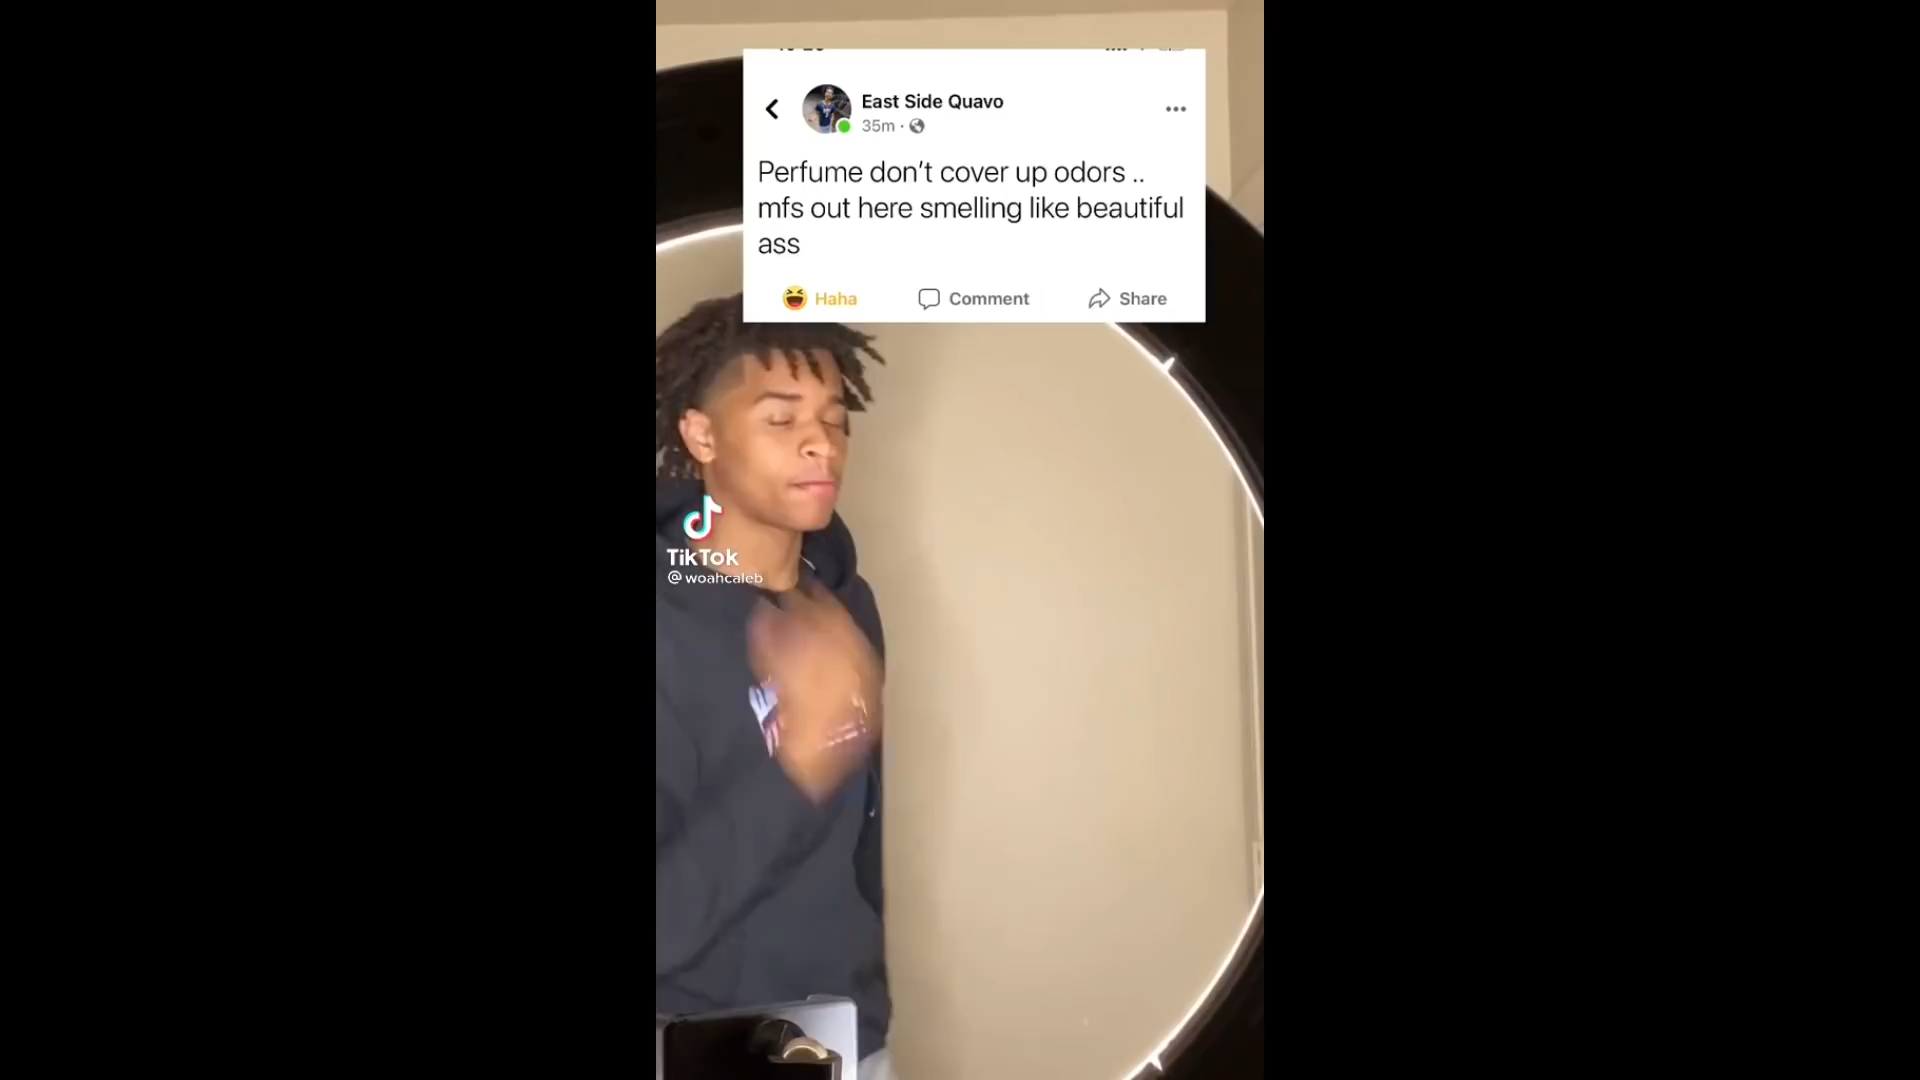 East Side Quavo
35m ·
Perfume don’t cover up odors ..
mfs out here smelling like beautiful
ass
Haha
Comment
Share
TikTok
@woahcaleb